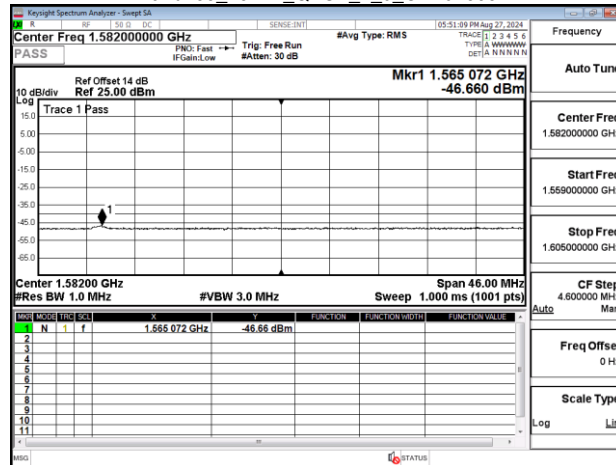 Keysight Spectrum Analyzer - Swept SA
R RF 50 Ω DC SENSE:INT 05:51:09 PM Aug 27, 2024
Center Freq 1.582000000 GHz #Avg Type: RMS TRACE 1 2 3 4 5 6
PASS PNO: Fast Trig: Free Run TYPE A WWWWW
IFGain:Low #Atten: 30 dB DET A NNNNN
Mkr1 1.565 072 GHz
-46.660 dBm
Ref Offset 14 dB
10 dB/div Ref 25.00 dBm
Log
Trace 1 Pass
15.0
5.00
-5.00
-15.0
-25.0
-35.0
1
-45.0
-55.0
-65.0
Center 1.58200 GHz Span 46.00 MHz
#Res BW 1.0 MHz #VBW 3.0 MHz Sweep 1.000 ms (1001 pts)
MKR MODE TRC SCL X Y FUNCTION FUNCTION WIDTH FUNCTION VALUE
1 N 1 f 1.565 072 GHz -46.66 dBm
2
3
4
5
6
7
8
9
10
11
MSG STATUS
Frequency
Auto Tune
Center Freq
1.582000000 GHz
Start Freq
1.559000000 GHz
Stop Freq
1.605000000 GHz
CF Step
4.600000 MHz
Auto Man
Freq Offset
0 Hz
Scale Type
Log Lin